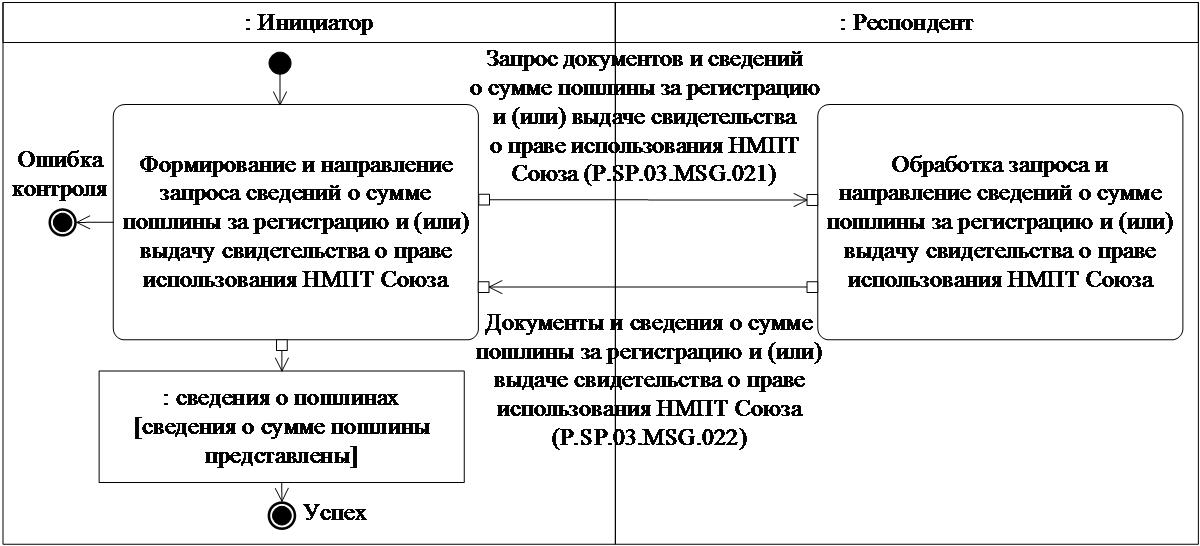 : Инициатор
: Респондент
Запрос документов и сведений
о сумме пошлины за регистрацию
и (или) выдаче свидетельства
о праве использования НМПТ
Союза (P.SP.03.MSG.021)
Ошибка
контроля
Формирование и направление
запроса сведений о сумме
пошлины за регистрацию и (или)
выдачу свидетельства о праве
использования НМПТ Союза
Обработка запроса и
направление сведений о сумме
пошлины за регистрацию и (или)
выдачу свидетельства о праве
использования НМПТ Союза
Документы и сведения о сумме
пошлины за регистрацию и (или)
выдаче свидетельства о праве
использования НМПТ Союза
(P.SP.03.MSG.022)
: сведения о пошлинах
[сведения о сумме пошлины
представлены]
Успех